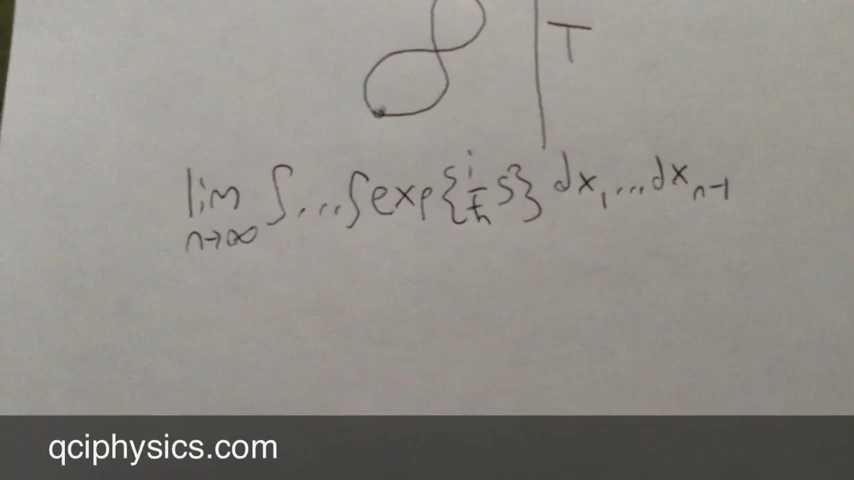 T
lim n→∞ ∫...∫ exp{i/ħ S} dx₁...dxₙ₋₁
qciphysics.com